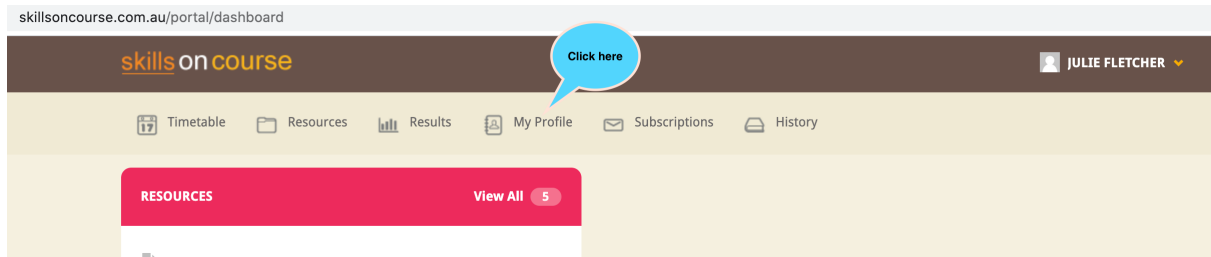 skillsoncourse.com.au/portal/dashboard
Click here
skills on course
JULIE FLETCHER
17 Timetable Resources Results My Profile Subscriptions History
RESOURCES View All 5